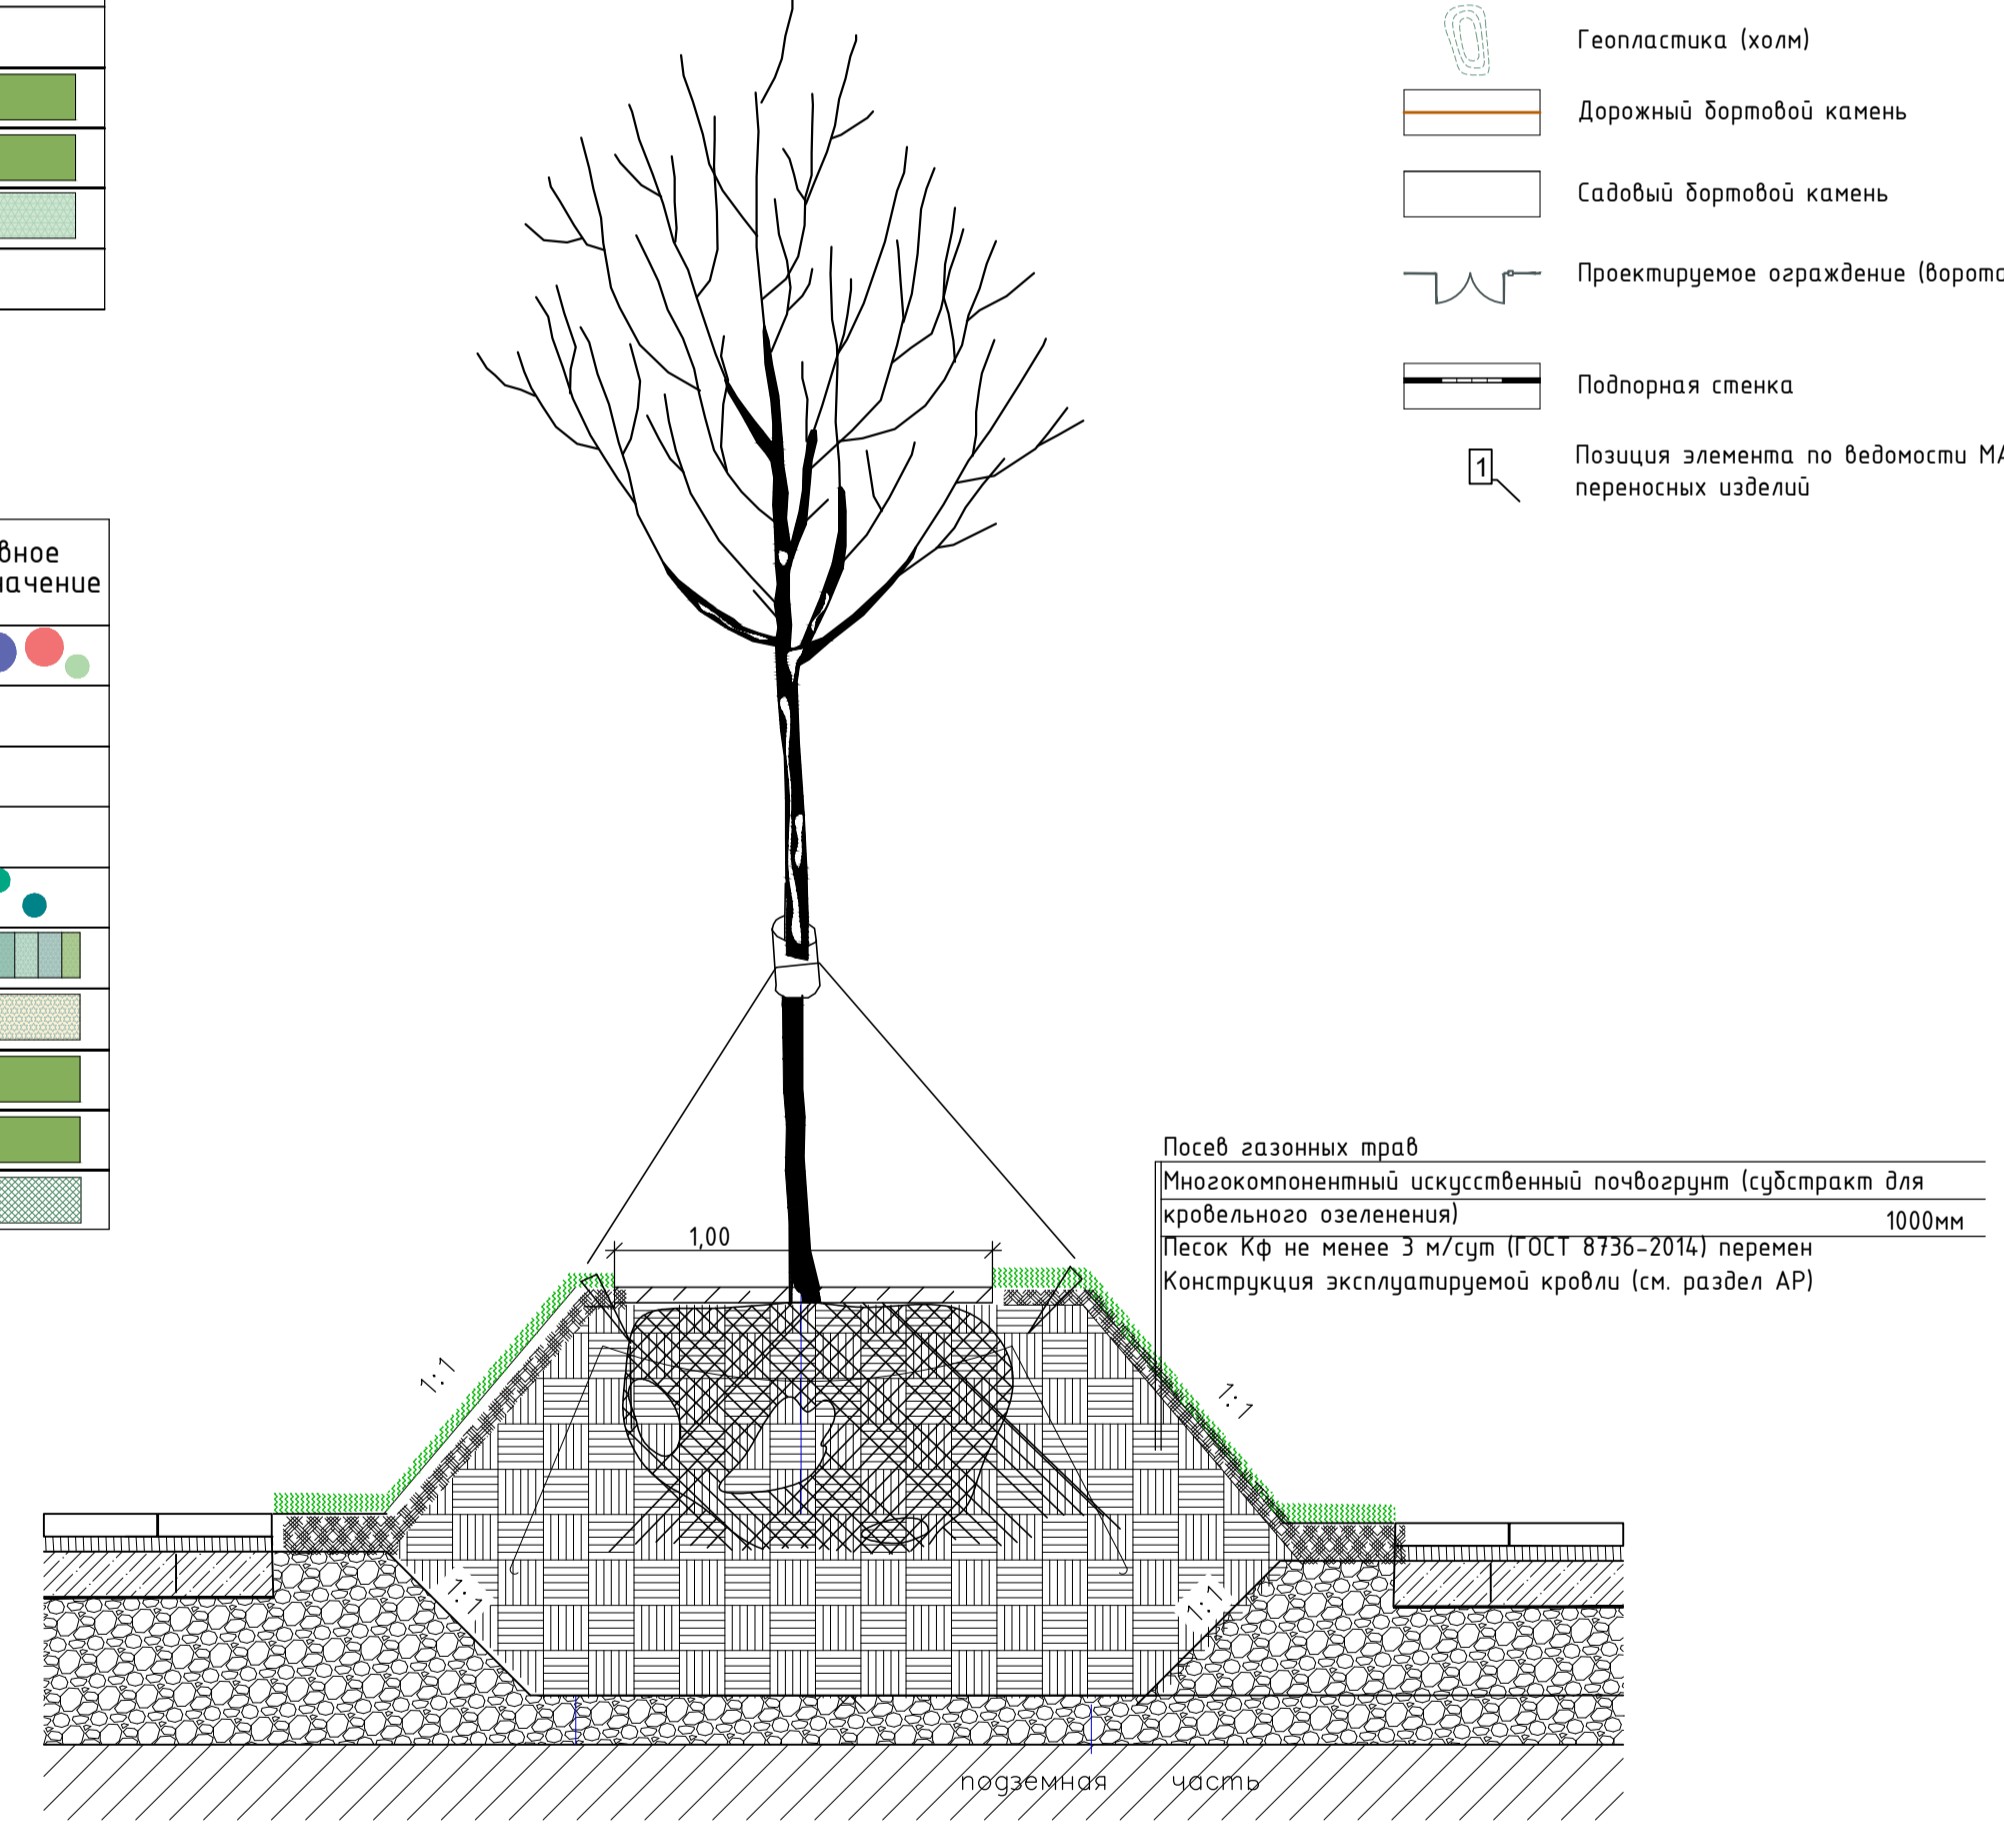 Геопластика (холм)
Дорожный бортовой камень
Садовый бортовой камень
Проектируемое ограждение (ворота
Подпорная стенка
1
Позиция элемента по ведомости МА
переносных изделий
вное
начение
Посев газонных трав
Многокомпонентный искусственный почвогрунт (субстракт для
кровельного озеленения)
1000мм
Песок Кф не менее 3 м/сут (ГОСТ 8736-2014) перемен
Конструкция эксплуатируемой кровли (см. раздел АР)
1,00
1:1
1:1
1:1
1:1
подземная часть